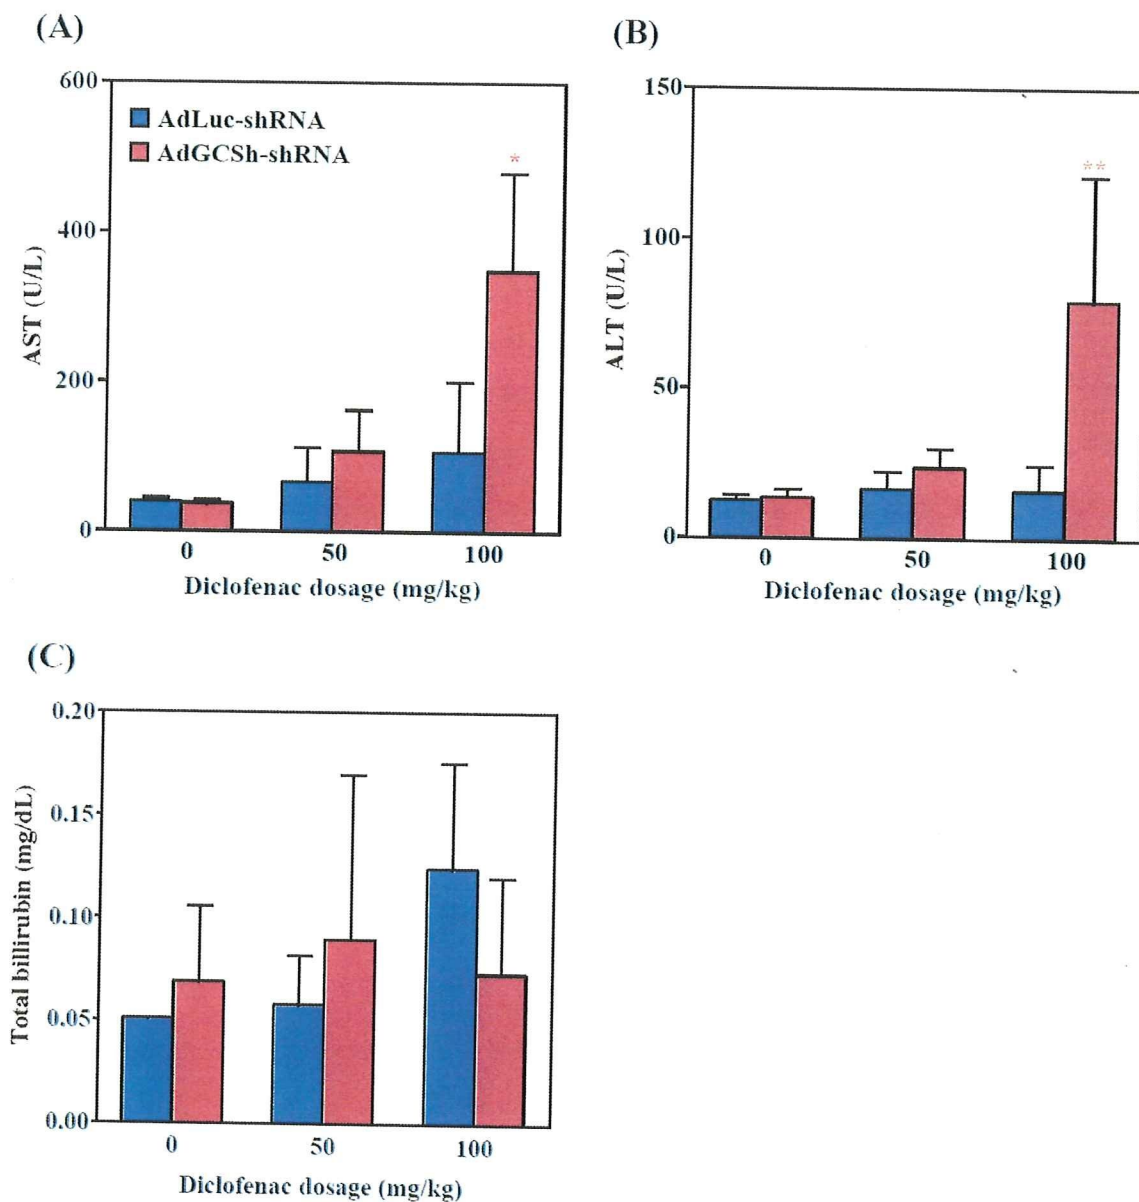 (A)
600
400
200
0
AST (U/L)
AdLuc-shRNA
AdGCSh-shRNA
*
0 50 100
Diclofenac dosage (mg/kg)
(B)
150
100
50
0
ALT (U/L)
**
0 50 100
Diclofenac dosage (mg/kg)
(C)
0.20
0.15
0.10
0.05
0.00
Total billirubin (mg/dL)
0 50 100
Diclofenac dosage (mg/kg)